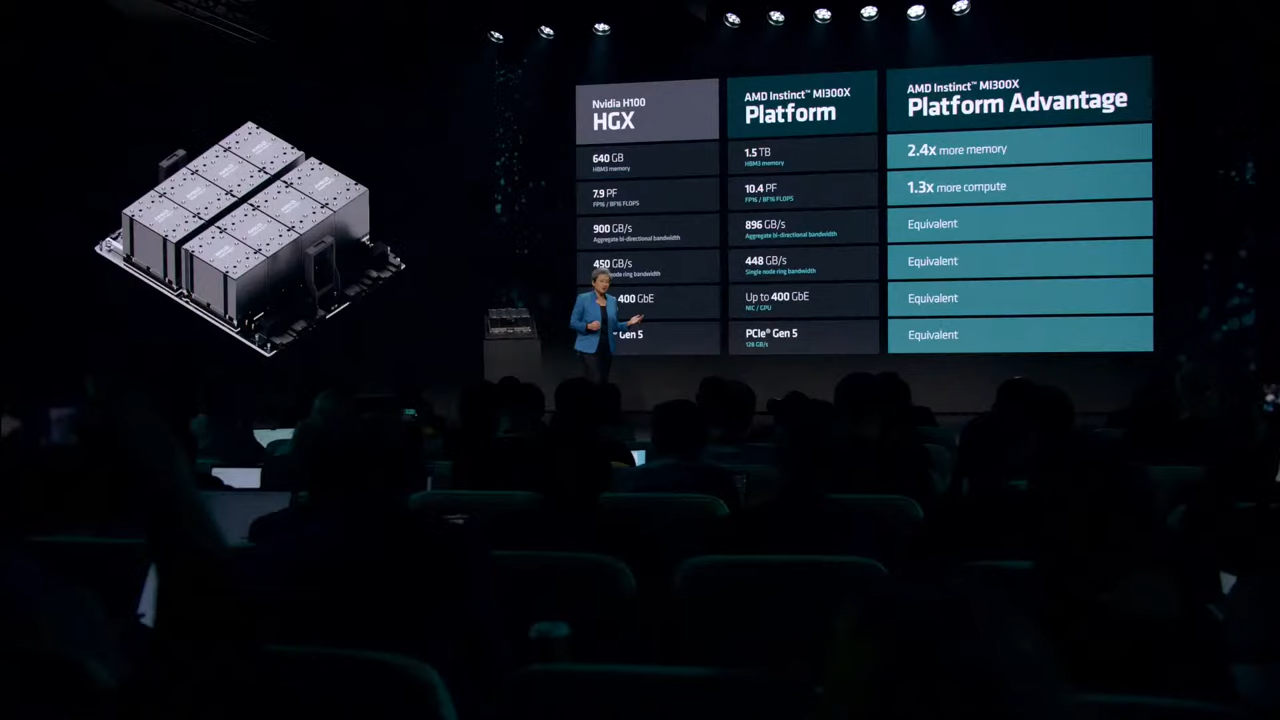 Nvidia H100
HGX
640 GB
HBM3 memory
7.9 PF
FP16 / BF16 FLOPS
900 GB/s
Aggregate bi-directional bandwidth
450 GB/s
node ring bandwidth
400 GbE
Gen 5
AMD Instinct™ MI300X
Platform
1.5 TB
HBM3 memory
10.4 PF
FP16 / BF16 FLOPS
896 GB/s
Aggregate bi-directional bandwidth
448 GB/s
Single node ring bandwidth
Up to 400 GbE
NIC / GPU
PCIe® Gen 5
128 GB/s
AMD Instinct™ MI300X
Platform Advantage
2.4x more memory
1.3x more compute
Equivalent
Equivalent
Equivalent
Equivalent